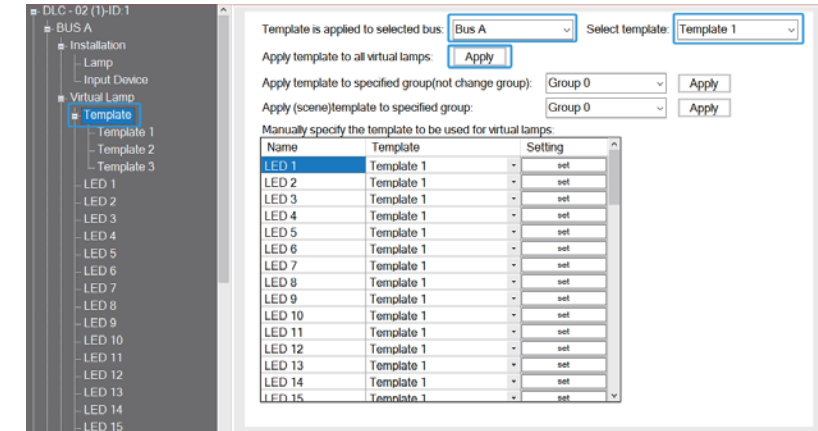 DLC - 02 (1)-ID:1
BUS A
Installation
Lamp
Input Device
Virtual Lamp
Template
Template 1
Template 2
Template 3
LED 1
LED 2
LED 3
LED 4
LED 5
LED 6
LED 7
LED 8
LED 9
LED 10
LED 11
LED 12
LED 13
LED 14
LED 15
Template is applied to selected bus: Bus A Select template: Template 1
Apply template to all virtual lamps: Apply
Apply template to specified group(not change group): Group 0 Apply
Apply (scene)template to specified group: Group 0 Apply
Manually specify the template to be used for virtual lamps:
Name Template Setting
LED 1 Template 1 set
LED 2 Template 1 set
LED 3 Template 1 set
LED 4 Template 1 set
LED 5 Template 1 set
LED 6 Template 1 set
LED 7 Template 1 set
LED 8 Template 1 set
LED 9 Template 1 set
LED 10 Template 1 set
LED 11 Template 1 set
LED 12 Template 1 set
LED 13 Template 1 set
LED 14 Template 1 set
LED 15 Template 1 set